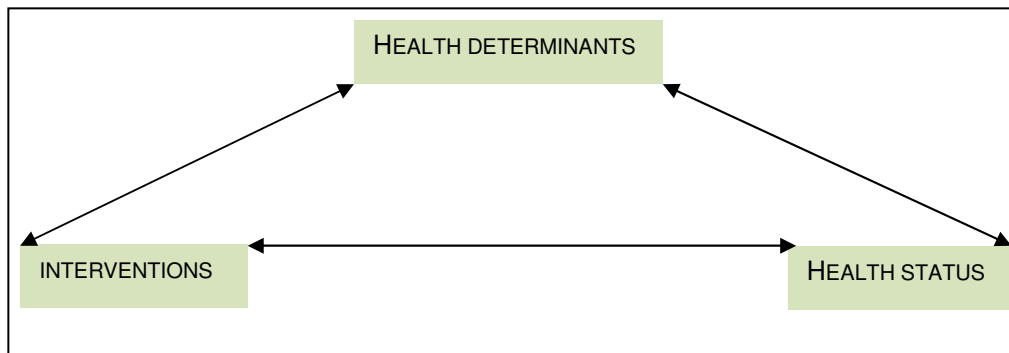 HEALTH DETERMINANTS
INTERVENTIONS
HEALTH STATUS